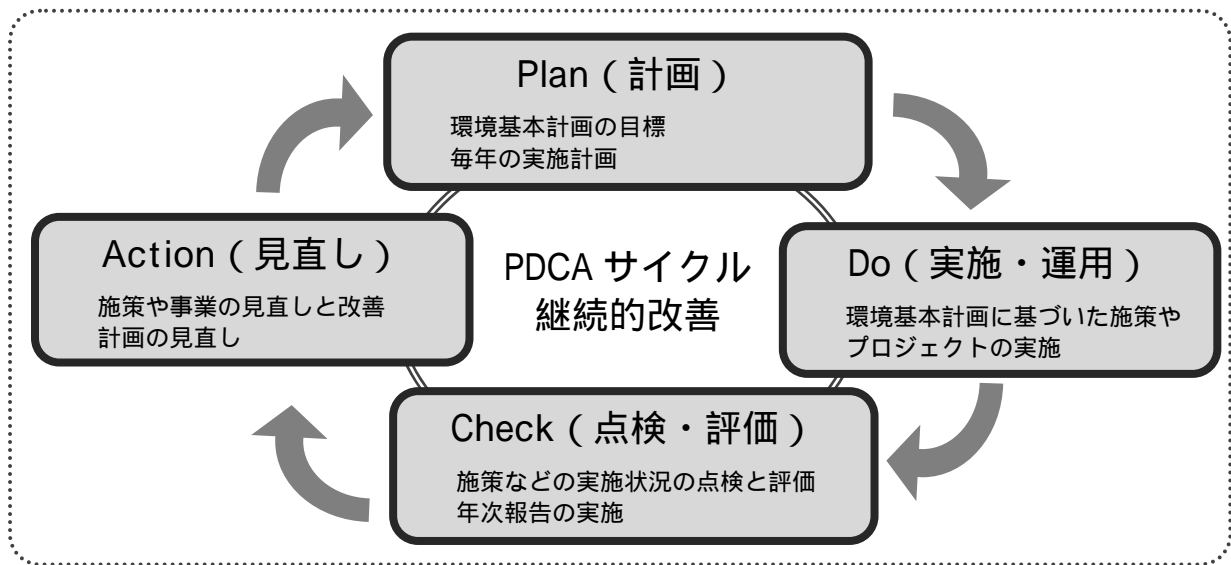 Plan（計画）
環境基本計画の目標
毎年の実施計画
Action（見直し）
施策や事業の見直しと改善
計画の見直し
PDCA サイクル
継続的改善
Do（実施・運用）
環境基本計画に基づいた施策や
プロジェクトの実施
Check（点検・評価）
施策などの実施状況の点検と評価
年次報告の実施